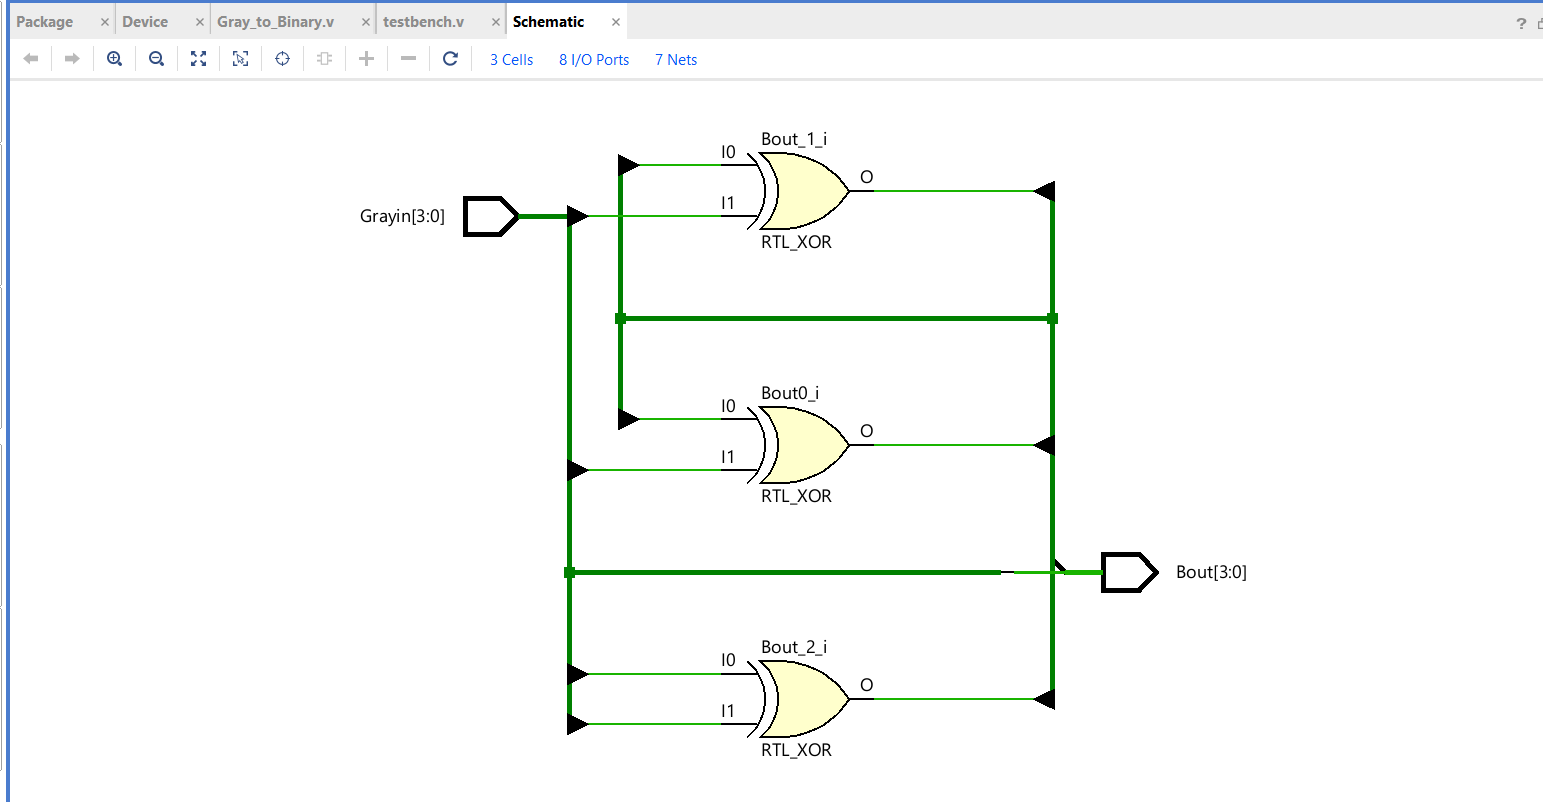 Package × Device × Gray_to_Binary.v × testbench.v × Schematic × ?
3 Cells 8 I/O Ports 7 Nets
Bout_1_i
I0
O
I1
Grayin[3:0]
RTL_XOR
Bout0_i
I0
O
I1
RTL_XOR
Bout[3:0]
Bout_2_i
I0
O
I1
RTL_XOR